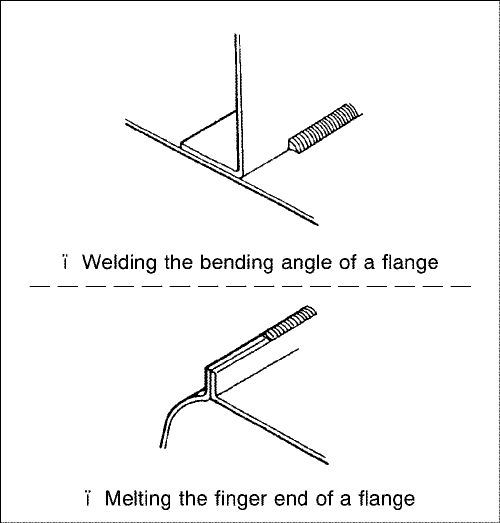 ï Welding the bending angle of a flange
ï Melting the finger end of a flange